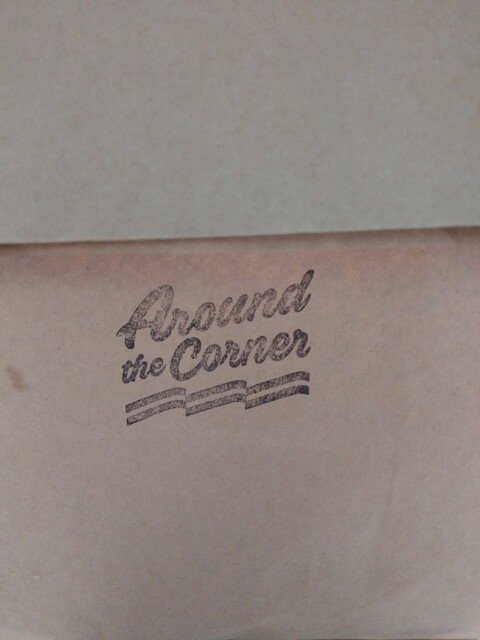 Around
the Corner